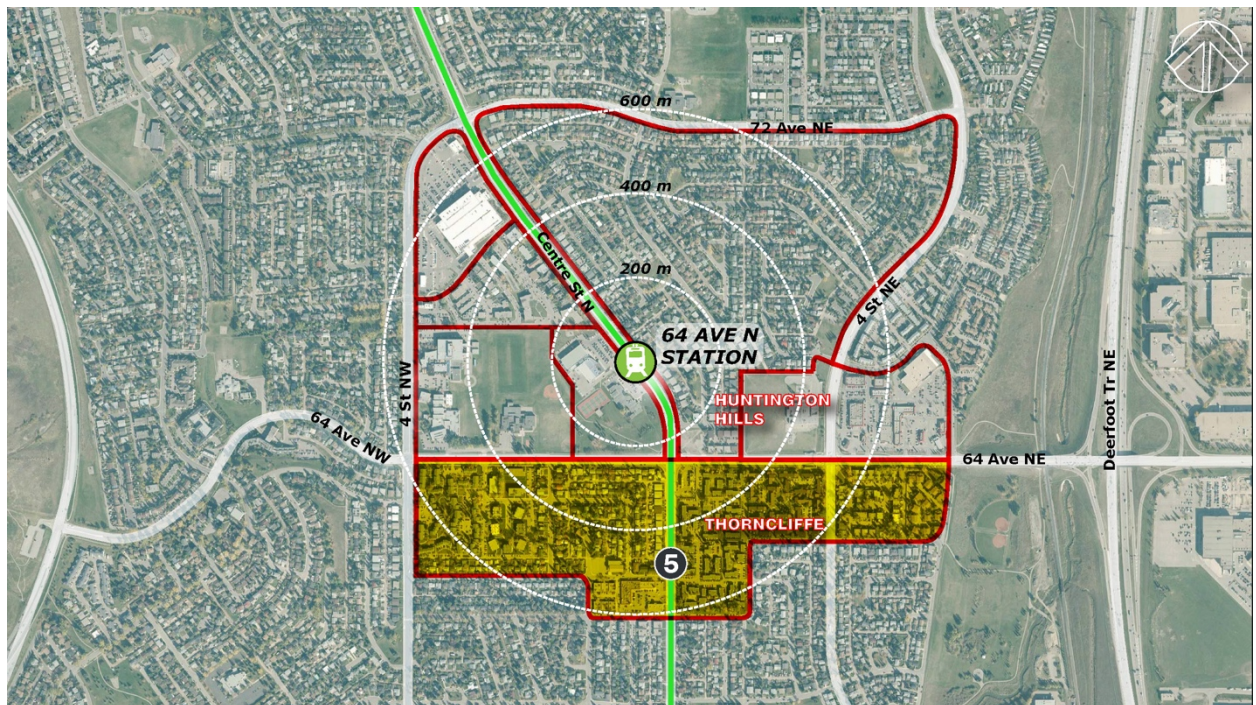 600 m
72 Ave NE
400 m
200 m
Centre St N
4 St NE
64 AVE N
STATION
4 St NW
HUNTINGTON
HILLS
64 Ave NW
Deerfoot Tr NE
64 Ave NE
THORNCLIFFE
5